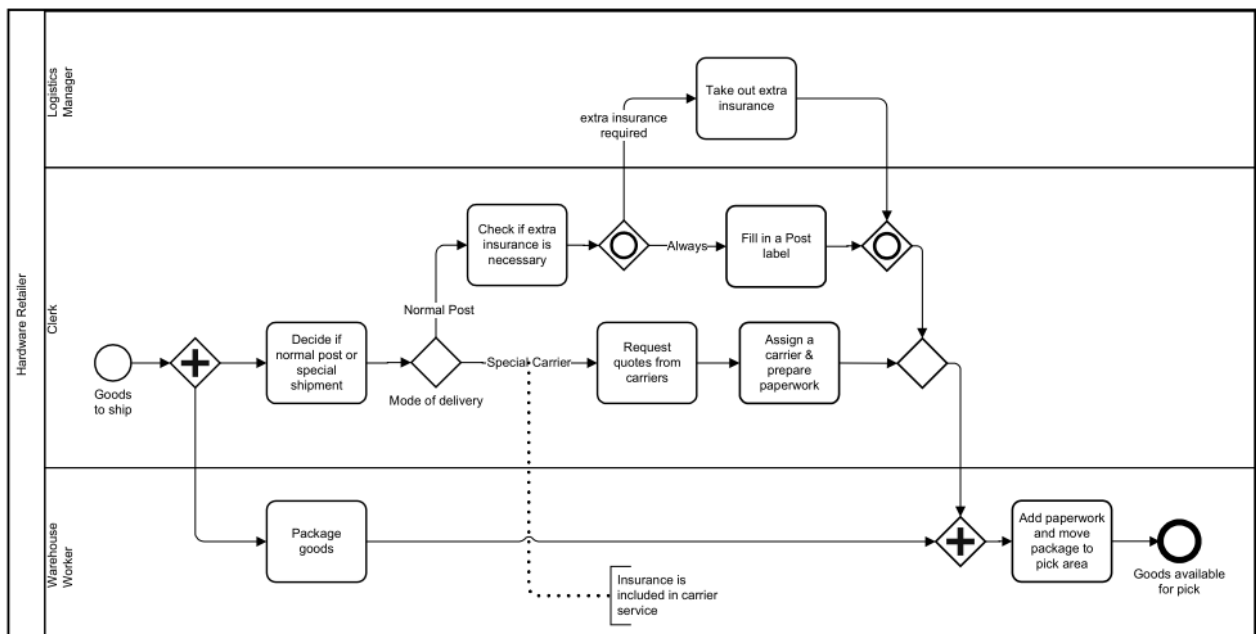 Hardware Retailer
Logistics
Manager
Take out extra
insurance
extra insurance
required
Clerk
Check if extra
insurance is
necessary
Always
Fill in a Post
label
Normal Post
Goods
to ship
Decide if
normal post or
special
shipment
Mode of delivery
Special Carrier
Request
quotes from
carriers
Assign a
carrier &
prepare
paperwork
Warehouse
Worker
Package
goods
Insurance is
included in carrier
service
Add paperwork
and move
package to
pick area
Goods available
for pick